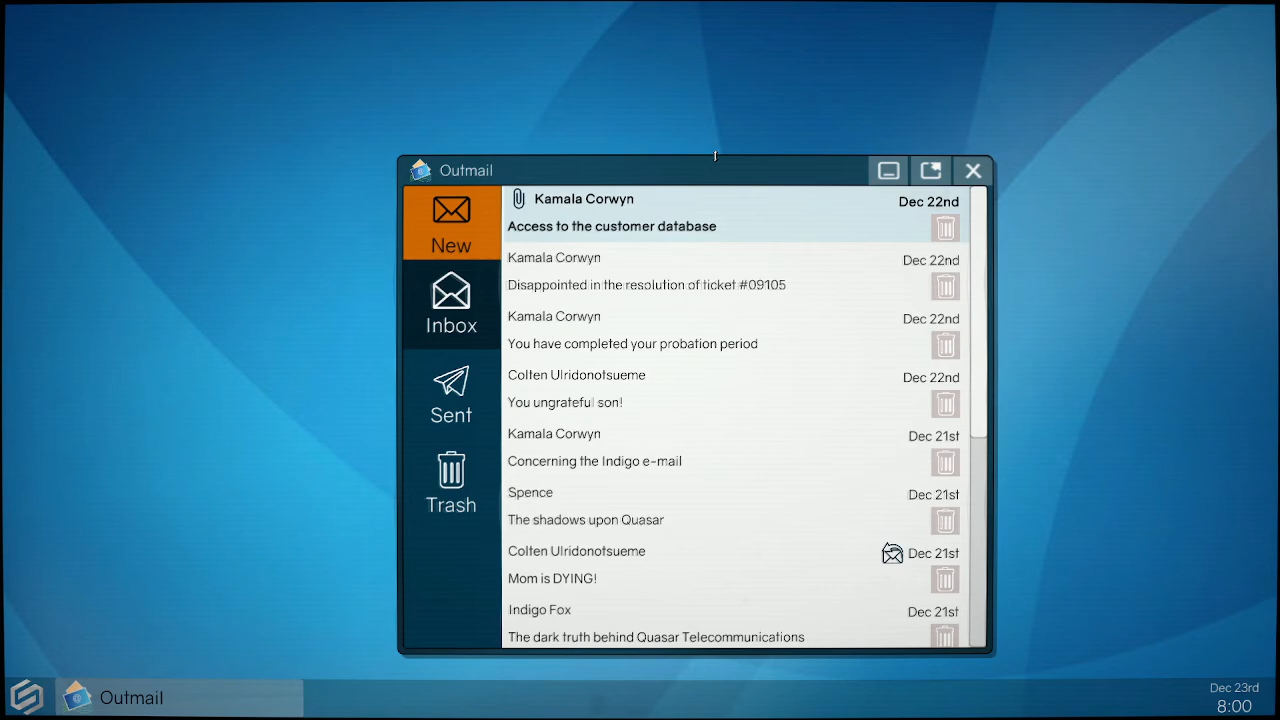 Outmail
New
Inbox
Sent
Trash
Kamala Corwyn
Dec 22nd
Access to the customer database
Kamala Corwyn
Dec 22nd
Disappointed in the resolution of ticket #09105
Kamala Corwyn
Dec 22nd
You have completed your probation period
Colten Ulridonotsueme
Dec 22nd
You ungrateful son!
Kamala Corwyn
Dec 21st
Concerning the Indigo e-mail
Spence
Dec 21st
The shadows upon Quasar
Colten Ulridonotsueme
Dec 21st
Mom is DYING!
Indigo Fox
Dec 21st
The dark truth behind Quasar Telecommunications
Outmail
Dec 23rd
8:00